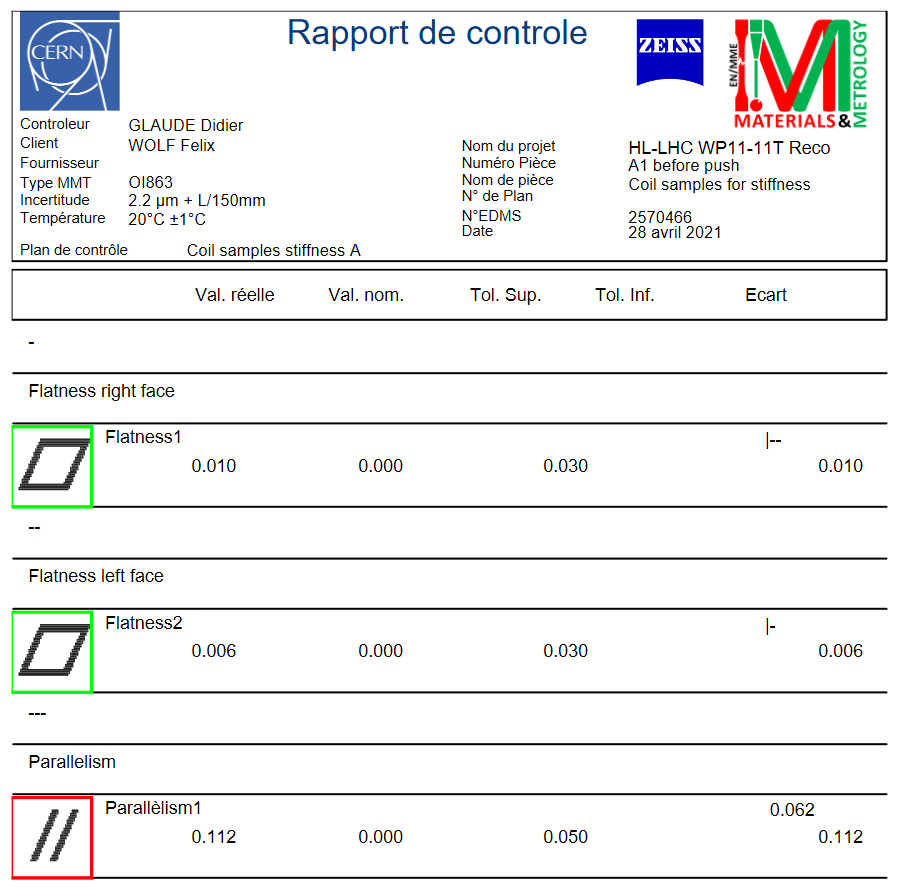 CERN
Rapport de controle
ZEISS
EN/MME
MATERIALS&
METROLOGY
Controleur GLAUDE Didier
Client WOLF Felix
Fournisseur
Type MMT OI863
Incertitude 2.2 µm + L/150mm
Température 20°C ±1°C
Plan de contrôle Coil samples stiffness A
Nom du projet HL-LHC WP11-11T Reco
Numéro Pièce A1 before push
Nom de pièce Coil samples for stiffness
N° de Plan
N°EDMS 2570466
Date 28 avril 2021
Val. réelle Val. nom. Tol. Sup. Tol. Inf. Ecart
-
Flatness right face
Flatness1 |--
0.010 0.000 0.030 0.010
--
Flatness left face
Flatness2 |-
0.006 0.000 0.030 0.006
---
Parallelism
Parallèlism1 0.062
0.112 0.000 0.050 0.112